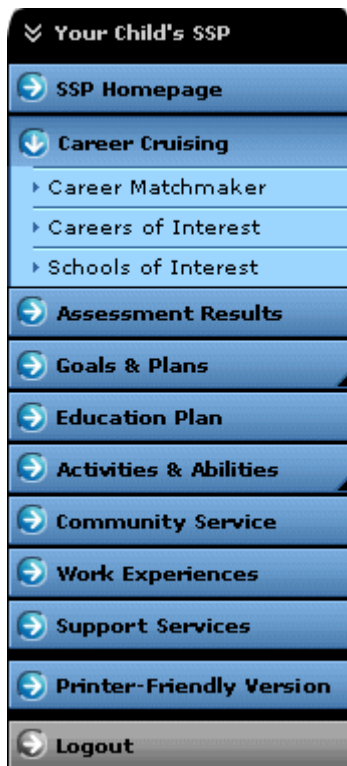 Your Child's SSP
SSP Homepage
Career Cruising
Career Matchmaker
Careers of Interest
Schools of Interest
Assessment Results
Goals & Plans
Education Plan
Activities & Abilities
Community Service
Work Experiences
Support Services
Printer-Friendly Version
Logout